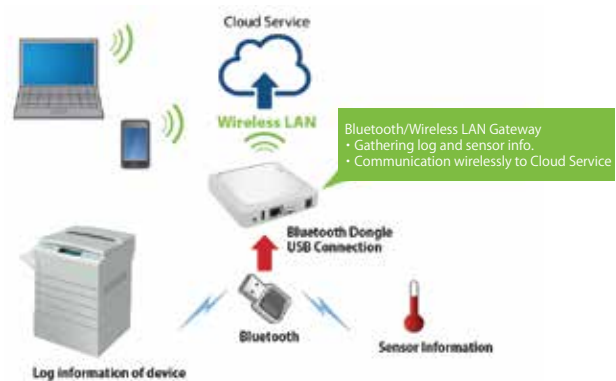 Cloud Service
Wireless LAN
Bluetooth/Wireless LAN Gateway
・Gathering log and sensor info.
・Communication wirelessly to Cloud Service
Bluetooth Dongle
USB Connection
Bluetooth
Sensor Information
Log information of device